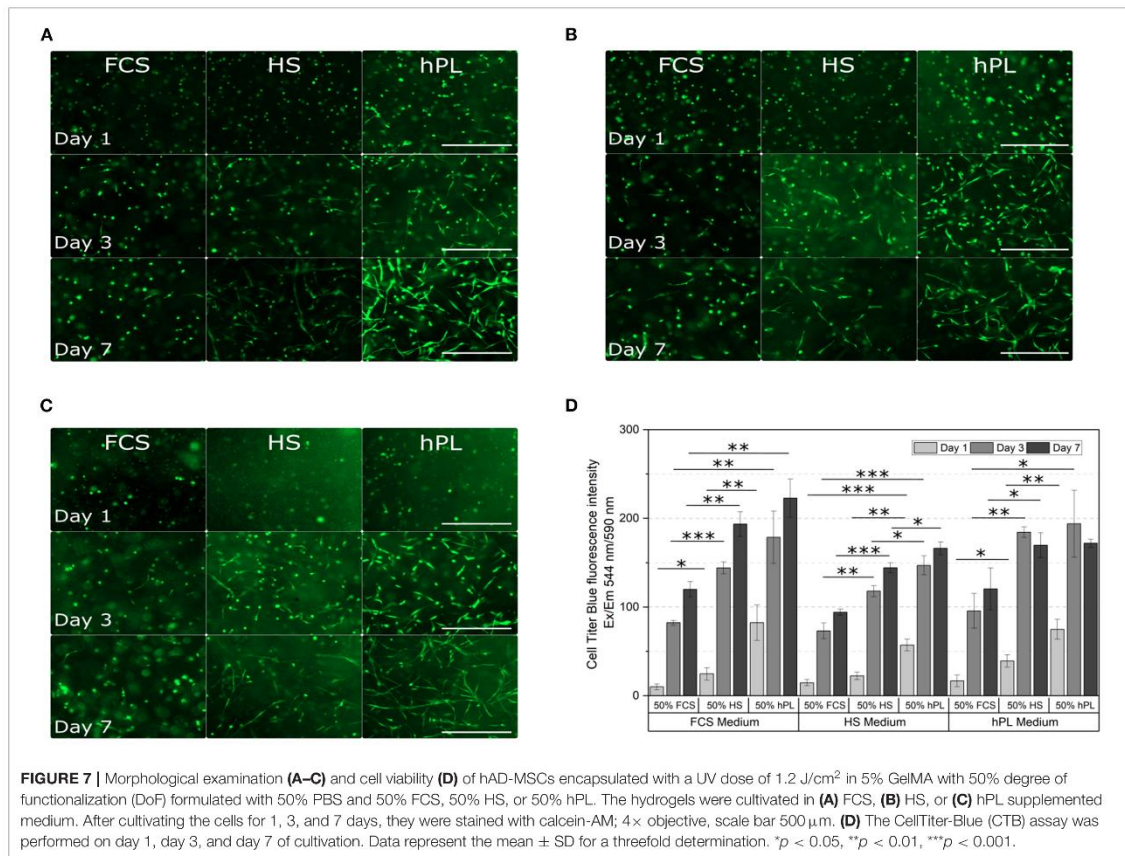 A
FCS HS hPL
Day 1
Day 3
Day 7
B
FCS HS hPL
Day 1
Day 3
Day 7
C
FCS HS hPL
Day 1
Day 3
Day 7
D
Cell Titer Blue fluorescence intensity
Ex/Em 544 nm/590 nm
300
200
100
0
Day 1 Day 3 Day 7
* *** ** ** ** **
** *** * ** *** *** *
* ** * ** *
50% FCS 50% HS 50% hPL 50% FCS 50% HS 50% hPL 50% FCS 50% HS 50% hPL
FCS Medium HS Medium hPL Medium
FIGURE 7 | Morphological examination (A–C) and cell viability (D) of hAD-MSCs encapsulated with a UV dose of 1.2 J/cm² in 5% GelMA with 50% degree of
functionalization (DoF) formulated with 50% PBS and 50% FCS, 50% HS, or 50% hPL. The hydrogels were cultivated in (A) FCS, (B) HS, or (C) hPL supplemented
medium. After cultivating the cells for 1, 3, and 7 days, they were stained with calcein-AM; 4× objective, scale bar 500 μm. (D) The CellTiter-Blue (CTB) assay was
performed on day 1, day 3, and day 7 of cultivation. Data represent the mean ± SD for a threefold determination. *p < 0.05, **p < 0.01, ***p < 0.001.